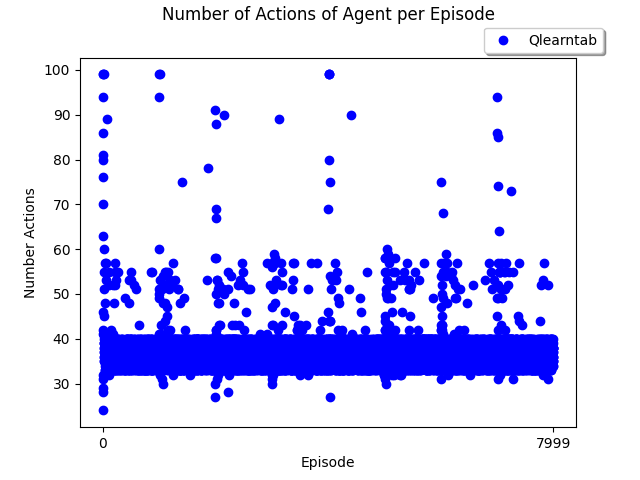 Number of Actions of Agent per Episode
Qlearntab
100
90
80
70
60
50
40
30
Number Actions
0
7999
Episode